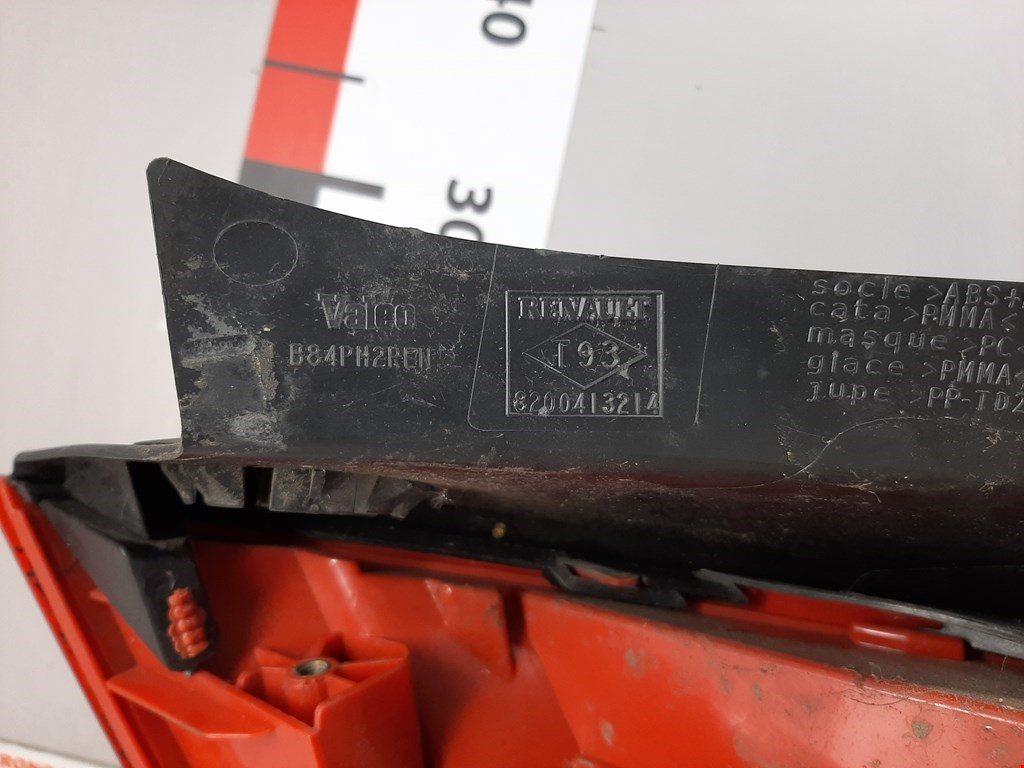 40
30
Valeo
B84PH2REN
RENAULT
T93
8200413214
socle >ABS+
cata >PMMA<
masque >PC
glace >PMMA
jupe >PP-TD2